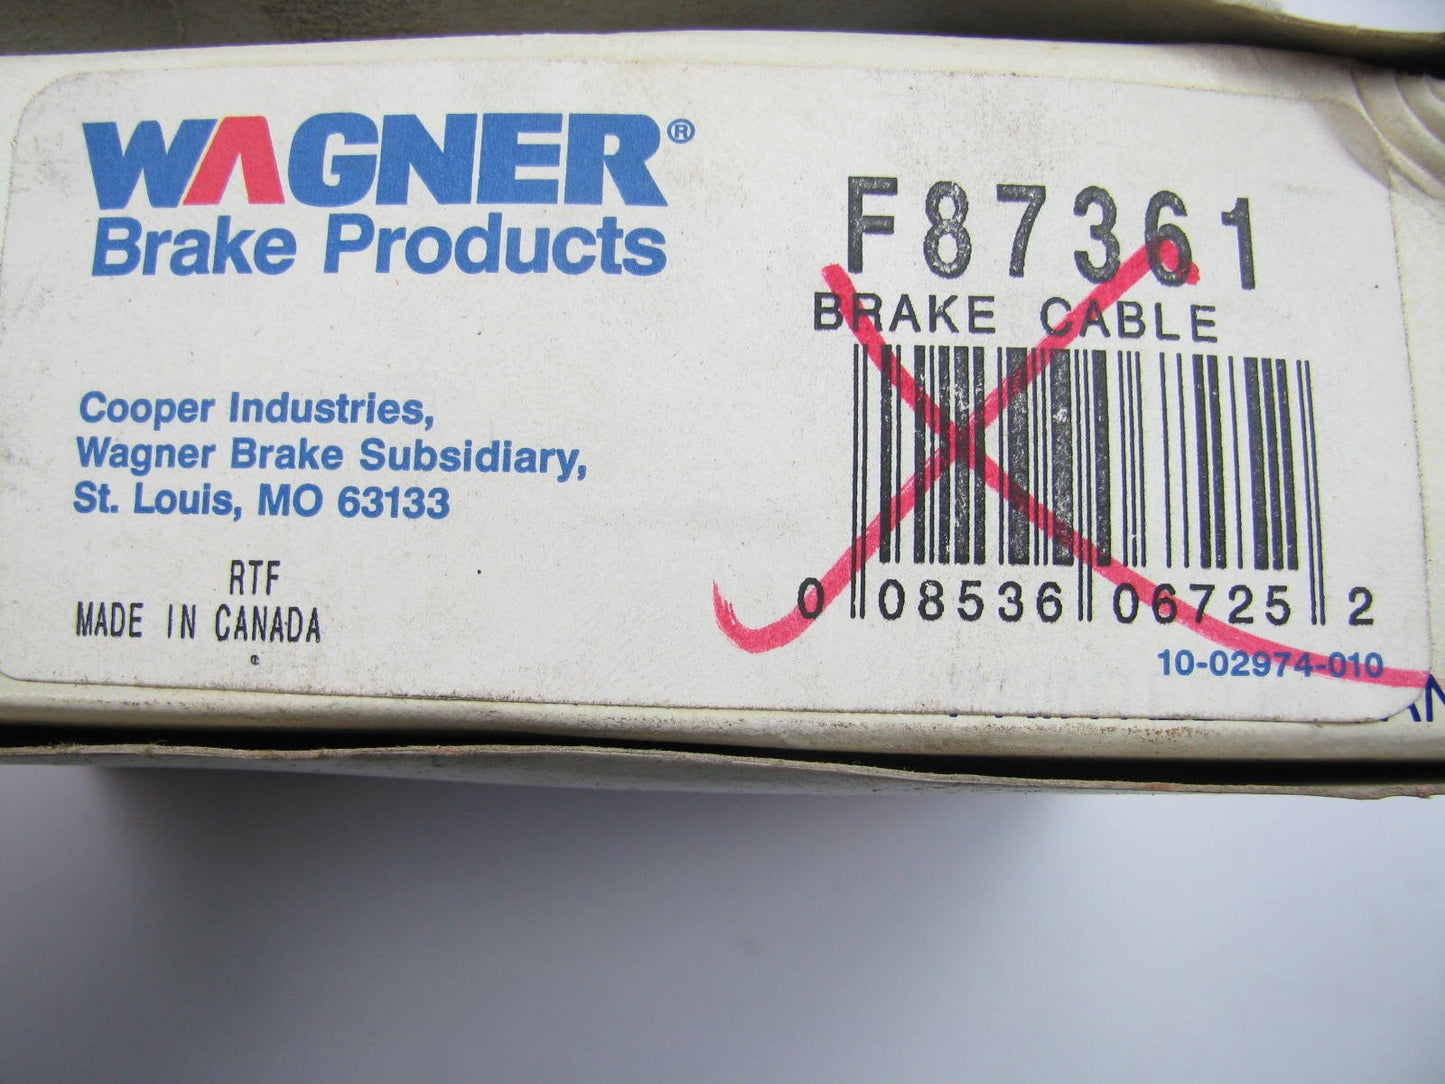 WAGNER®
Brake Products
Cooper Industries,
Wagner Brake Subsidiary,
St. Louis, MO 63133
RTF
MADE IN CANADA
F87361
BRAKE CABLE
0 08536 06725 2
10-02974-010